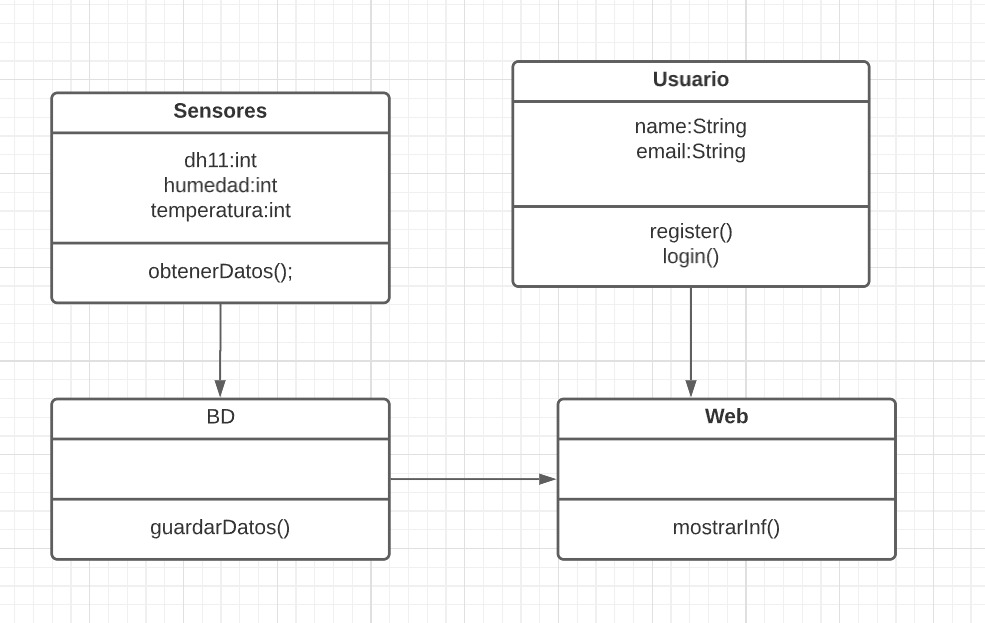 Sensores
dh11:int
humedad:int
temperatura:int
obtenerDatos();
Usuario
name:String
email:String
register()
login()
BD
guardarDatos()
Web
mostrarInf()